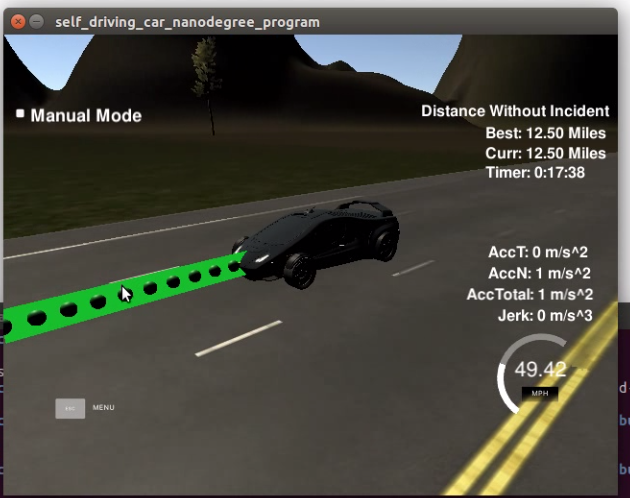 self_driving_car_nanodegree_program
Manual Mode
Distance Without Incident
Best: 12.50 Miles
Curr: 12.50 Miles
Timer: 0:17:38
AccT: 0 m/s^2
AccN: 1 m/s^2
AccTotal: 1 m/s^2
Jerk: 0 m/s^3
49.42
MPH
ESC MENU